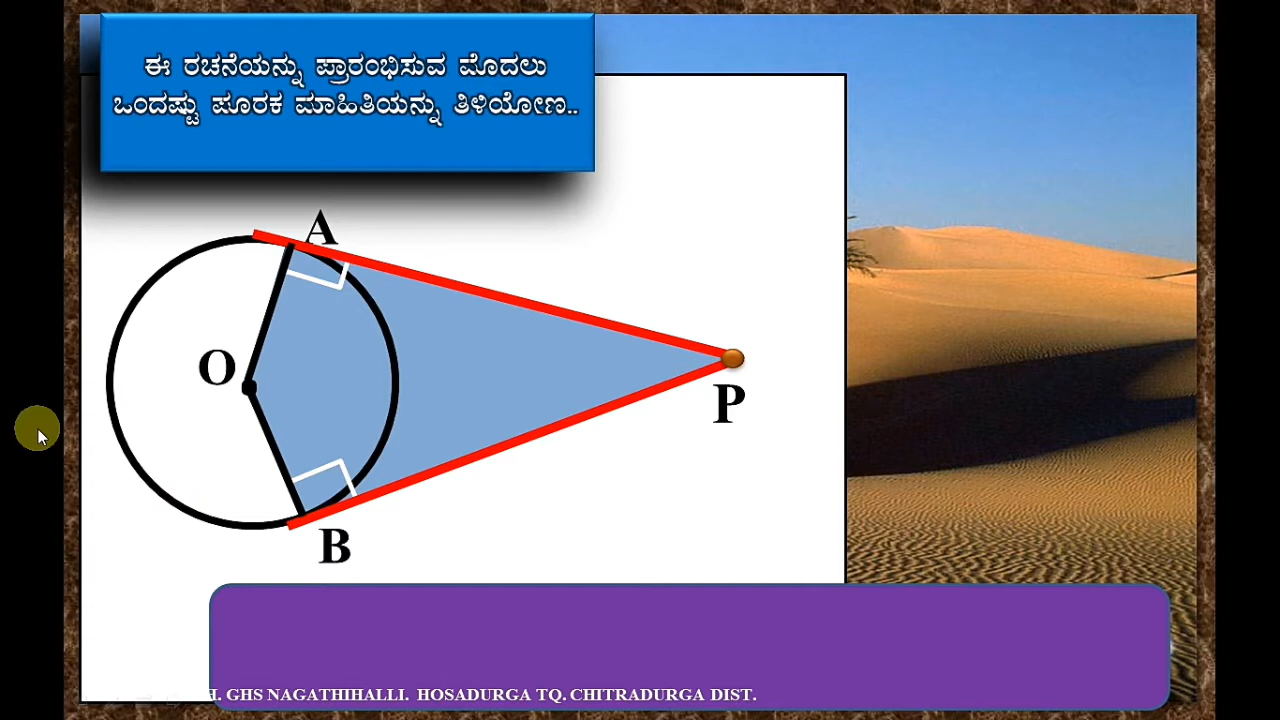 ಈ ರಚನೆಯನ್ನು ಪ್ರಾರಂಭಿಸುವ ಮೊದಲು
ಒಂದಷ್ಟು ಪೂರಕ ಮಾಹಿತಿಯನ್ನು ತಿಳಿಯೋಣ..
A
O
P
B
H. GHS NAGATHIHALLI. HOSADURGA TQ. CHITRADURGA DIST.